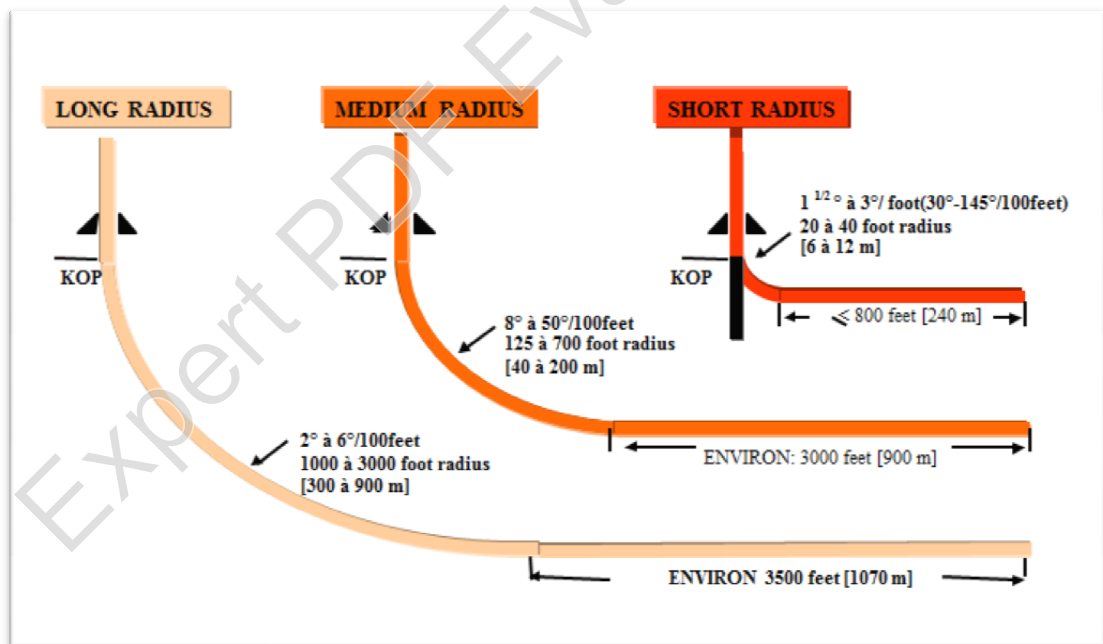 LONG RADIUS
MEDIUM RADIUS
SHORT RADIUS
1 1/2 ° à 3°/ foot(30°-145°/100feet)
20 à 40 foot radius
[6 à 12 m]
KOP
KOP
KOP
⩽ 800 feet [240 m]
8° à 50°/100feet
125 à 700 foot radius
[40 à 200 m]
2° à 6°/100feet
1000 à 3000 foot radius
[300 à 900 m]
ENVIRON: 3000 feet [900 m]
ENVIRON 3500 feet [1070 m]
Expert PDF